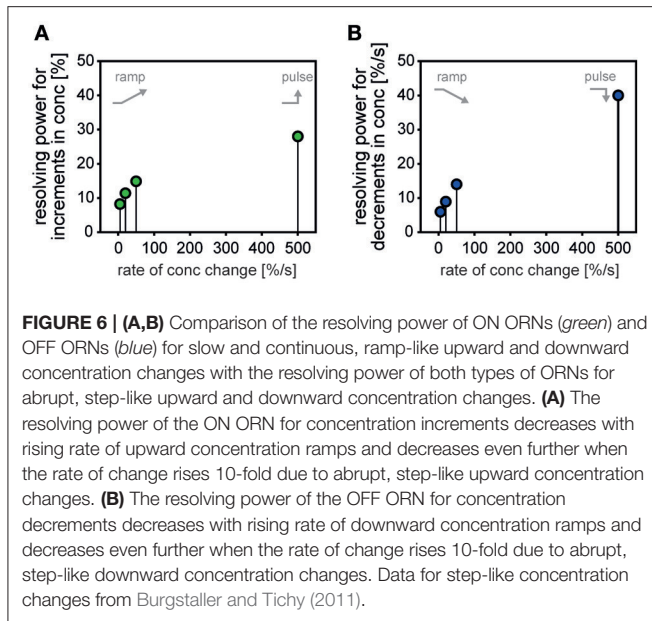 A
B
resolving power for
increments in conc [%]
50
40
30
20
10
0
ramp
pulse
0 100 200 300 400 500
rate of conc change [%/s]
resolving power for
decrements in conc [%/s]
50
40
30
20
10
0
ramp
pulse
0 100 200 300 400 500
rate of conc change [%/s]
FIGURE 6 | (A,B) Comparison of the resolving power of ON ORNs (green) and
OFF ORNs (blue) for slow and continuous, ramp-like upward and downward
concentration changes with the resolving power of both types of ORNs for
abrupt, step-like upward and downward concentration changes. (A) The
resolving power of the ON ORN for concentration increments decreases with
rising rate of upward concentration ramps and decreases even further when
the rate of change rises 10-fold due to abrupt, step-like upward concentration
changes. (B) The resolving power of the OFF ORN for concentration
decrements decreases with rising rate of downward concentration ramps and
decreases even further when the rate of change rises 10-fold due to abrupt,
step-like downward concentration changes. Data for step-like concentration
changes from Burgstaller and Tichy (2011).